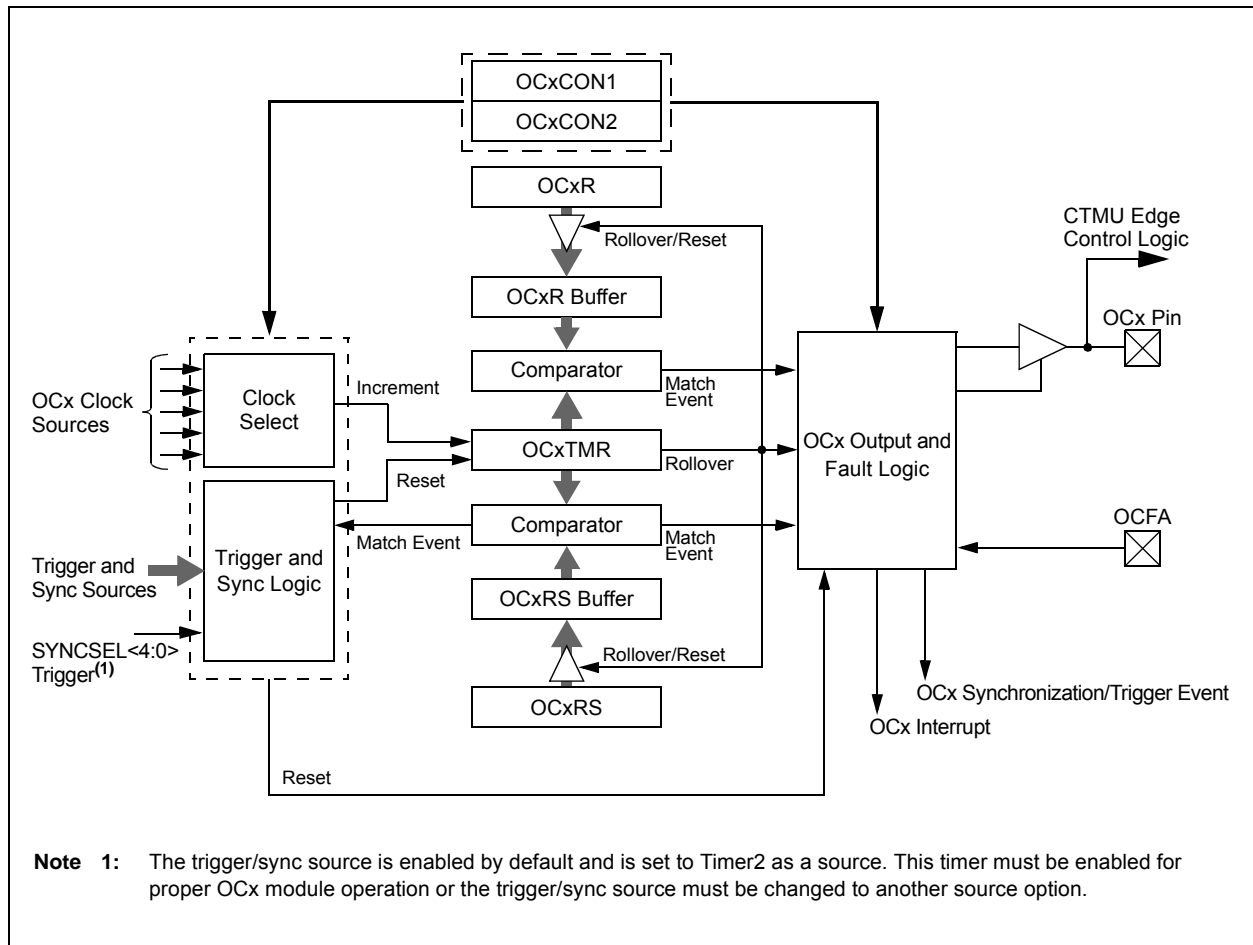 OCxCON1
OCxCON2
OCxR
Rollover/Reset
CTMU Edge
Control Logic
OCxR Buffer
OCx Pin
OCx Clock
Sources
Clock
Select
Increment
Comparator
Match
Event
OCxTMR
Rollover
OCx Output and
Fault Logic
Reset
Comparator
Match Event
Match
Event
OCFA
Trigger and
Sync Sources
Trigger and
Sync Logic
OCxRS Buffer
SYNCSEL<4:0>
Trigger(1)
Rollover/Reset
OCxRS
OCx Synchronization/Trigger Event
OCx Interrupt
Reset
Note 1: The trigger/sync source is enabled by default and is set to Timer2 as a source. This timer must be enabled for
proper OCx module operation or the trigger/sync source must be changed to another source option.